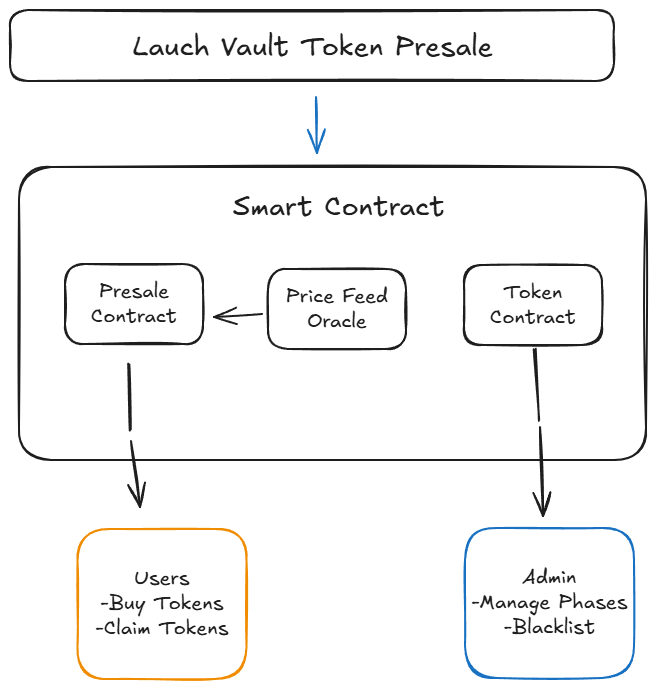 Lauch Vault Token Presale
Smart Contract
Presale
Contract
Price Feed
Oracle
Token
Contract
Users
-Buy Tokens
-Claim Tokens
Admin
-Manage Phases
-Blacklist